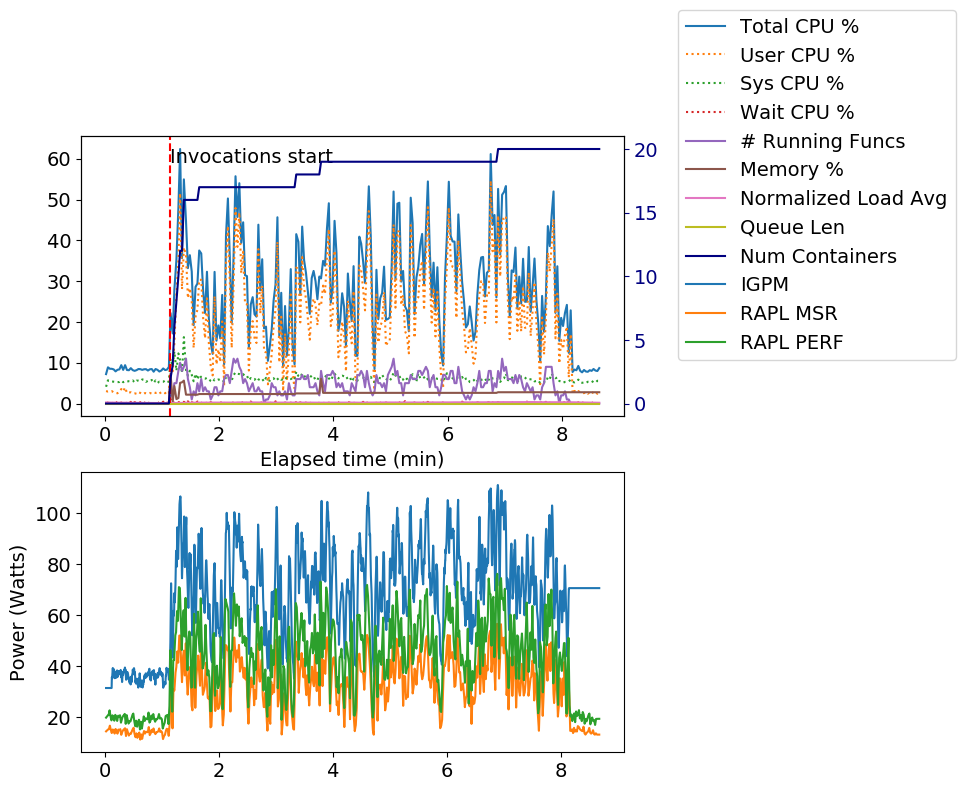 Total CPU %
User CPU %
Sys CPU %
Wait CPU %
# Running Funcs
Memory %
Normalized Load Avg
Queue Len
Num Containers
IGPM
RAPL MSR
RAPL PERF
Invocations start
60
50
40
30
20
10
0
20
15
10
5
0
0 2 4 6 8
Elapsed time (min)
Power (Watts)
100
80
60
40
20
0 2 4 6 8